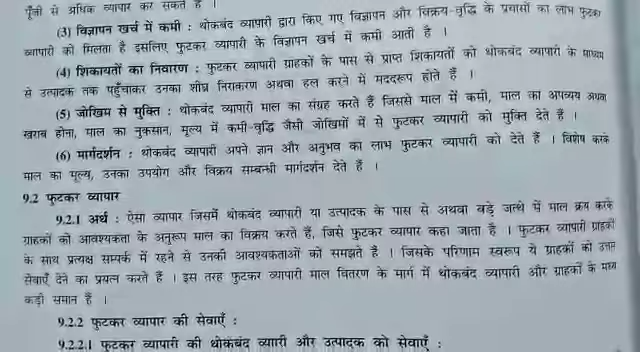 पूँजी से अधिक व्यापार कर सकते हैं ।
(3) विज्ञापन खर्च में कमी : थोकबंद व्यापारी द्वारा किए गए विज्ञापन और विक्रय-वृद्धि के प्रयासों का लाभ फुटकर
व्यापारी को मिलता है इसलिए फुटकर व्यापारी के विज्ञापन खर्च में कमी आती है ।
(4) शिकायतों का निवारण : फुटकर व्यापारी ग्राहकों के पास से प्राप्त शिकायतों को थोकबंद व्यापारी के माध्यम
से उत्पादक तक पहुँचाकर उनका शीघ्र निराकरण अथवा हल करने में मददरूप होते हैं ।
(5) जोखिम से मुक्ति : थोकबंद व्यापारी माल का संग्रह करते हैं जिससे माल में कमी, माल का अपव्यय अथवा
खराब होना, माल का नुकसान, मूल्य में कमी-वृद्धि जैसी जोखिमों में से फुटकर व्यापारी को मुक्ति देते हैं ।
(6) मार्गदर्शन : थोकबंद व्यापारी अपने ज्ञान और अनुभव का लाभ फुटकर व्यापारी को देते हैं । विशेष करके
माल का मूल्य, उनका उपयोग और विक्रय सम्बन्धी मार्गदर्शन देते हैं ।
9.2 फुटकर व्यापार
9.2.1 अर्थ : ऐसा व्यापार जिसमें थोकबंद व्यापारी या उत्पादक के पास से अथवा बड़े जत्थे में माल क्रय करके
ग्राहकों को आवश्यकता के अनुरूप माल का विक्रय करते हैं, जिसे फुटकर व्यापार कहा जाता है । फुटकर व्यापारी ग्राहकों
के साथ प्रत्यक्ष सम्पर्क में रहने से उनकी आवश्यकताओं को समझते है । जिसके परिणाम स्वरूप ये ग्राहकों को उत्तम
सेवाएँ देने का प्रयत्न करते हैं । इस तरह फुटकर व्यापारी माल वितरण के मार्ग में थोकबंद व्यापारी और ग्राहकों के मध्य
कड़ी समान हैं ।
9.2.2 फुटकर व्यापार की सेवाएँ :
9.2.2.1 फुटकर व्यापारी की थोकबंद व्यारी और उत्पादक को सेवाएँ :